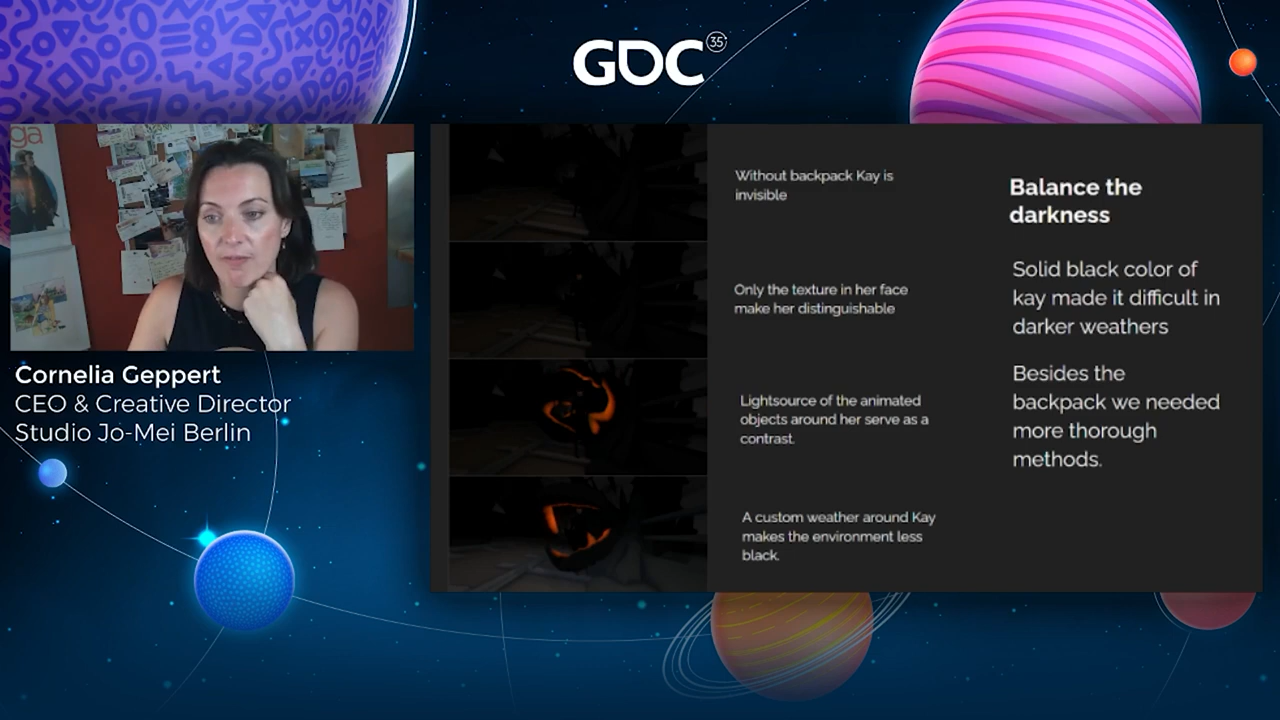 GDC 35
ga
Cornelia Geppert
CEO & Creative Director
Studio Jo-Mei Berlin
Without backpack Kay is
invisible
Only the texture in her face
make her distinguishable
Lightsource of the animated
objects around her serve as a
contrast.
A custom weather around Kay
makes the environment less
black.
Balance the
darkness
Solid black color of
kay made it difficult in
darker weathers
Besides the
backpack we needed
more thorough
methods.